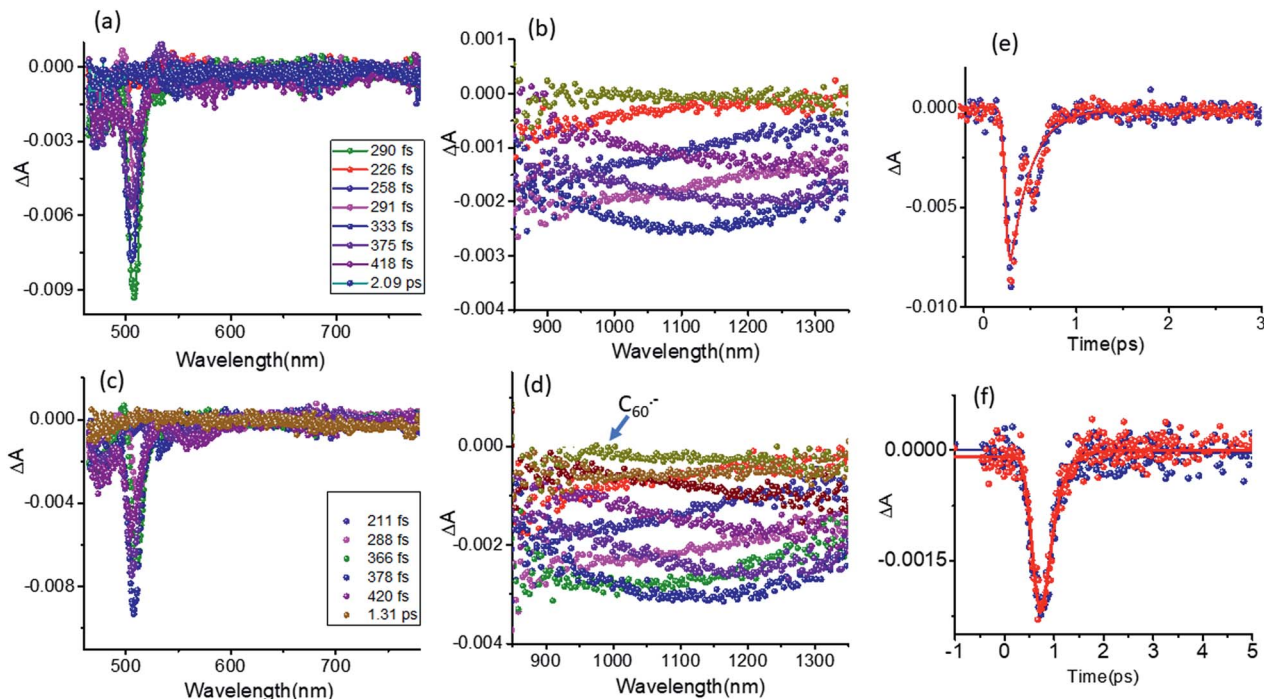 (a)
0.000
-0.003
-0.006
-0.009
ΔA
290 fs
226 fs
258 fs
291 fs
333 fs
375 fs
418 fs
2.09 ps
500 600 700
Wavelength(nm)
(b)
0.001
0.000
-0.001
-0.002
-0.003
-0.004
ΔA
900 1000 1100 1200 1300
Wavelength(nm)
(e)
0.000
-0.005
-0.010
ΔA
0 1 2 3
Time(ps)
(c)
0.000
-0.004
-0.008
ΔA
211 fs
288 fs
366 fs
378 fs
420 fs
1.31 ps
500 600 700
Wavelength(nm)
(d)
C60·-
0.000
-0.002
-0.004
ΔA
900 1000 1100 1200 1300
Wavelength(nm)
(f)
0.0000
-0.0015
ΔA
-1 0 1 2 3 4 5
Time(ps)